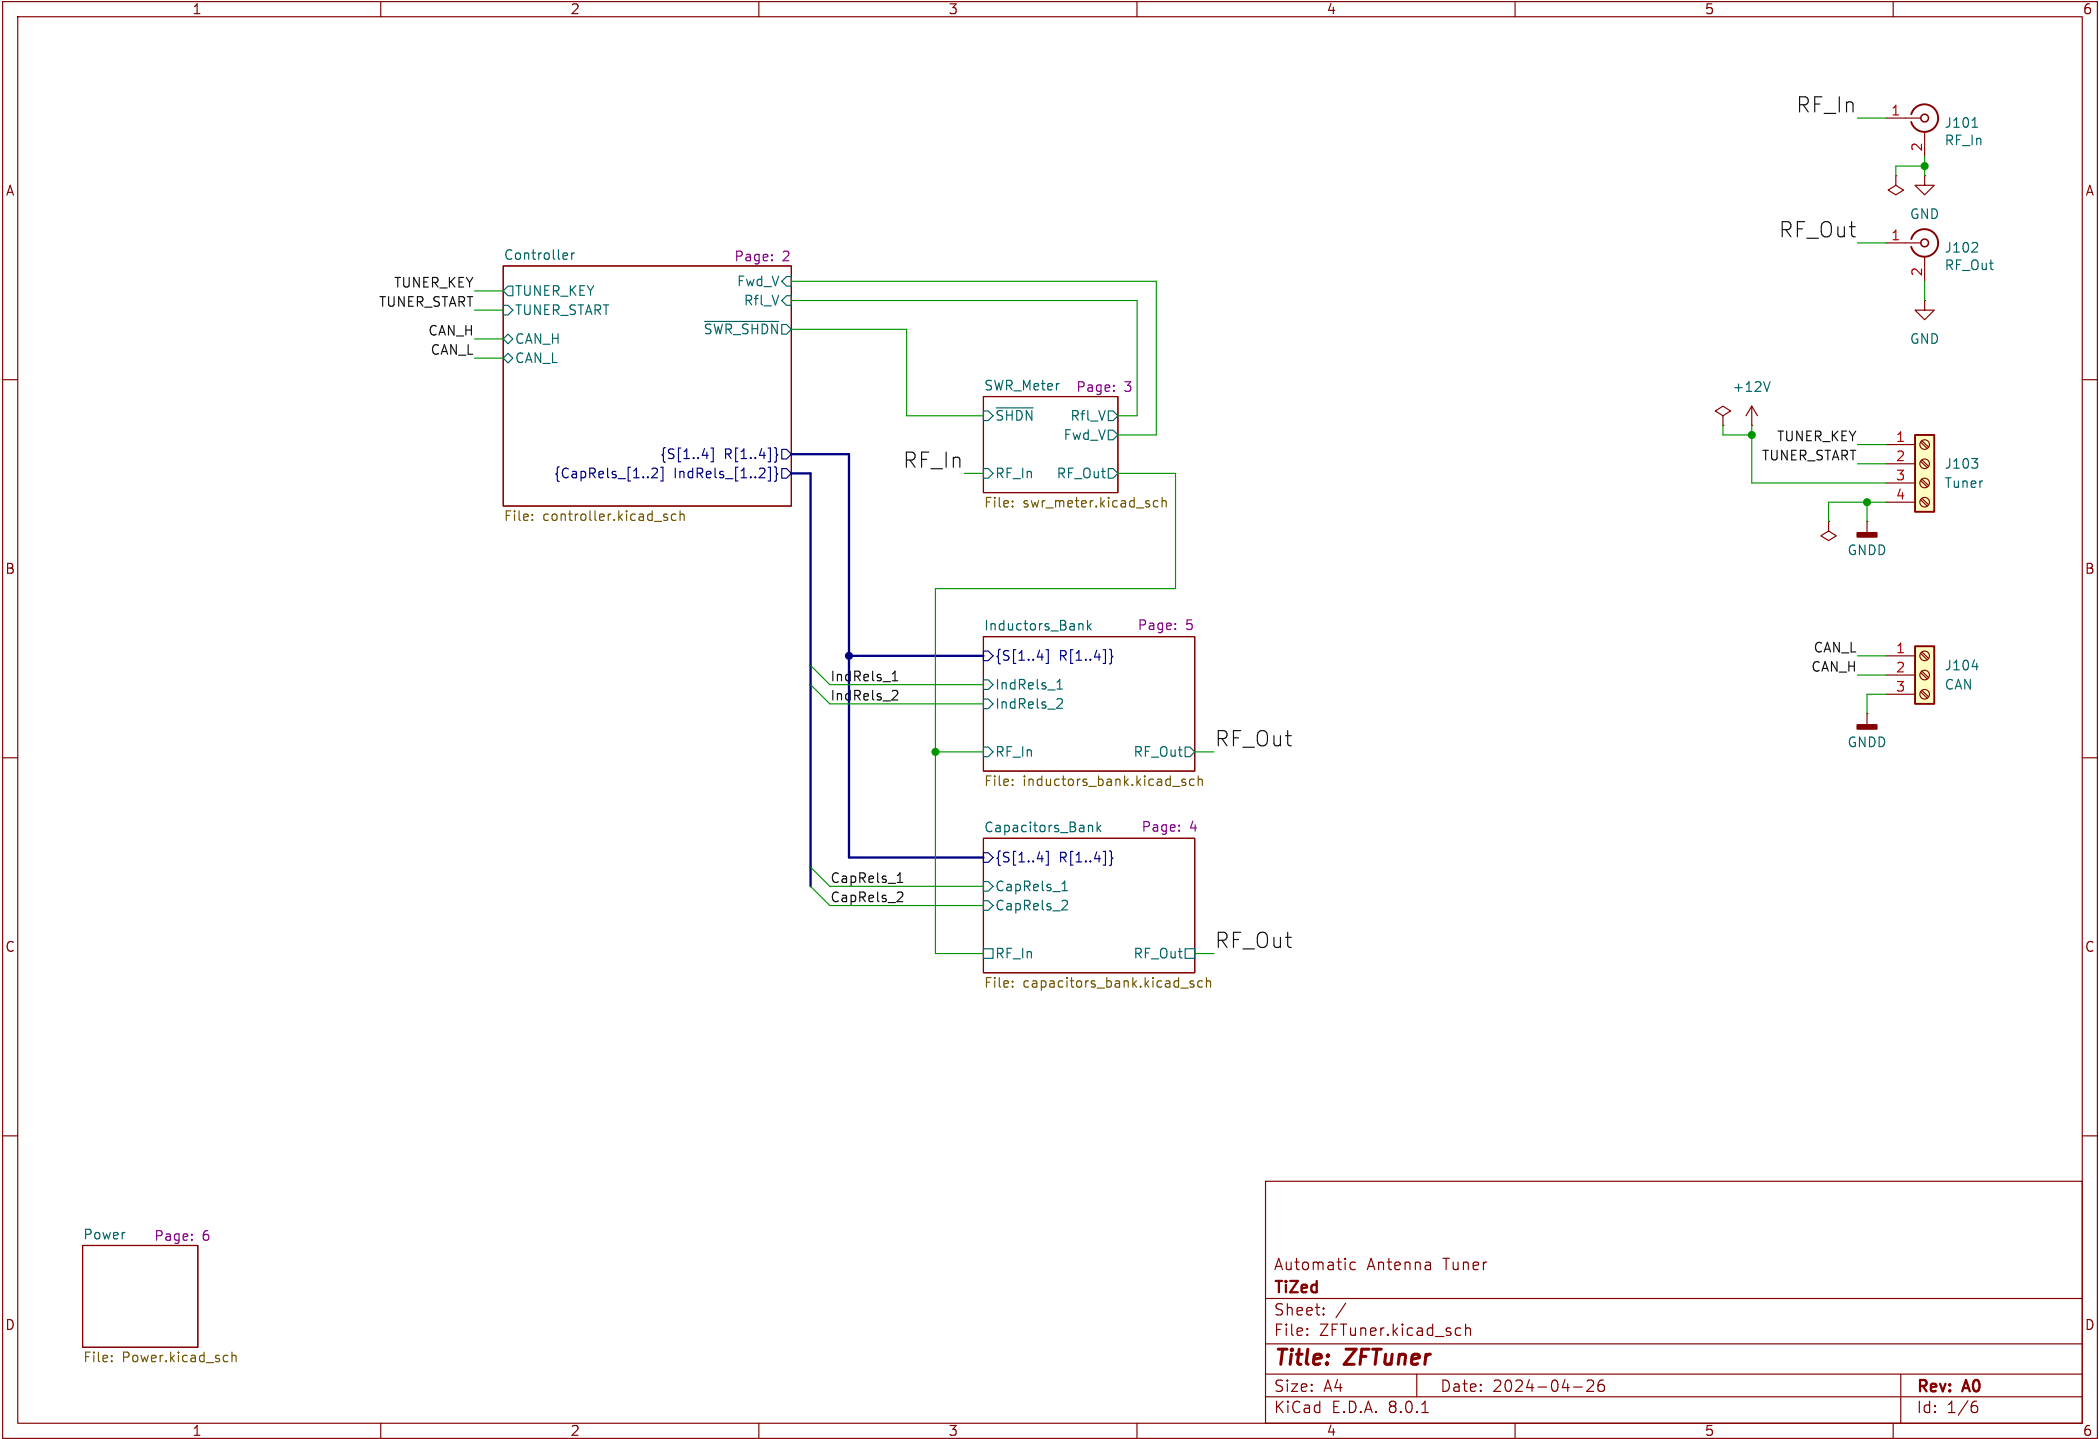 1 2 3 4 5 6
A
B
C
D
A
B
C
D
1 2 3 4 5 6
Controller Page: 2
TUNER_KEY
TUNER_START
CAN_H
CAN_L
TUNER_KEY
TUNER_START
CAN_H
CAN_L
Fwd_V
Rfl_V
SWR_SHDN
{S[1..4] R[1..4]}
{CapRels_[1..2] IndRels_[1..2]}
File: controller.kicad_sch
SWR_Meter Page: 3
SHDN Rfl_V
Fwd_V
RF_In
RF_In RF_Out
File: swr_meter.kicad_sch
Inductors_Bank Page: 5
{S[1..4] R[1..4]}
IndRels_1
IndRels_1
IndRels_2
IndRels_2
RF_In RF_Out
RF_Out
File: inductors_bank.kicad_sch
Capacitors_Bank Page: 4
{S[1..4] R[1..4]}
CapRels_1
CapRels_1
CapRels_2
CapRels_2
RF_In RF_Out
RF_Out
File: capacitors_bank.kicad_sch
RF_In
1
2
J101
RF_In
GND
RF_Out
1
2
J102
RF_Out
GND
+12V
TUNER_KEY 1
TUNER_START 2
3
4
J103
Tuner
GNDD
CAN_L 1
CAN_H 2
3
J104
CAN
GNDD
Power Page: 6
File: Power.kicad_sch
Automatic Antenna Tuner
TiZed
Sheet: /
File: ZFTuner.kicad_sch
Title: ZFTuner
Size: A4 Date: 2024-04-26 Rev: A0
KiCad E.D.A. 8.0.1 Id: 1/6